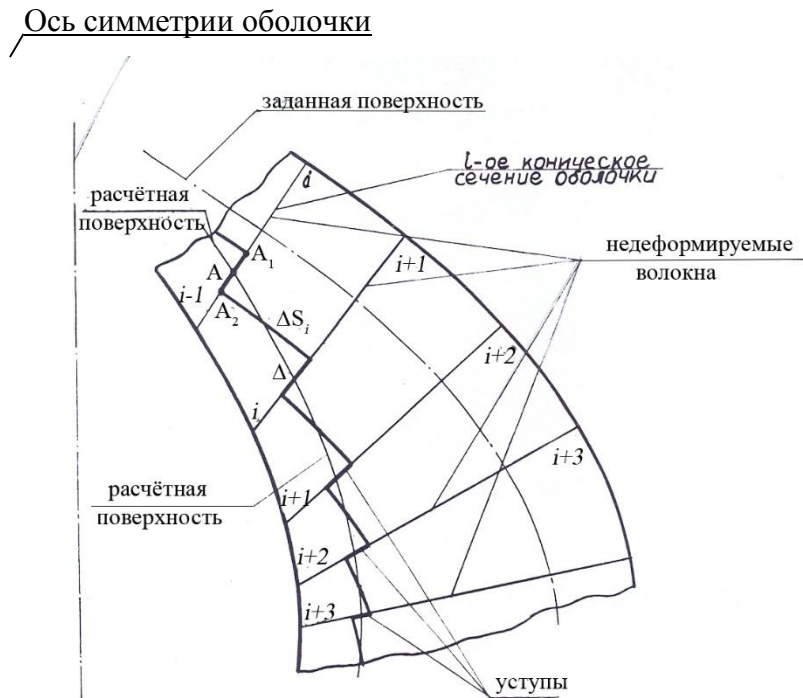 Ось симметрии оболочки
заданная поверхность
i-ое коническое
сечение оболочки
расчётная
поверхность
i
недеформируемые
волокна
A₁
A
i+1
i-1
A₂
ΔSᵢ
i+2
Δ
i
i+3
расчётная
поверхность
i+1
i+2
i+3
уступы